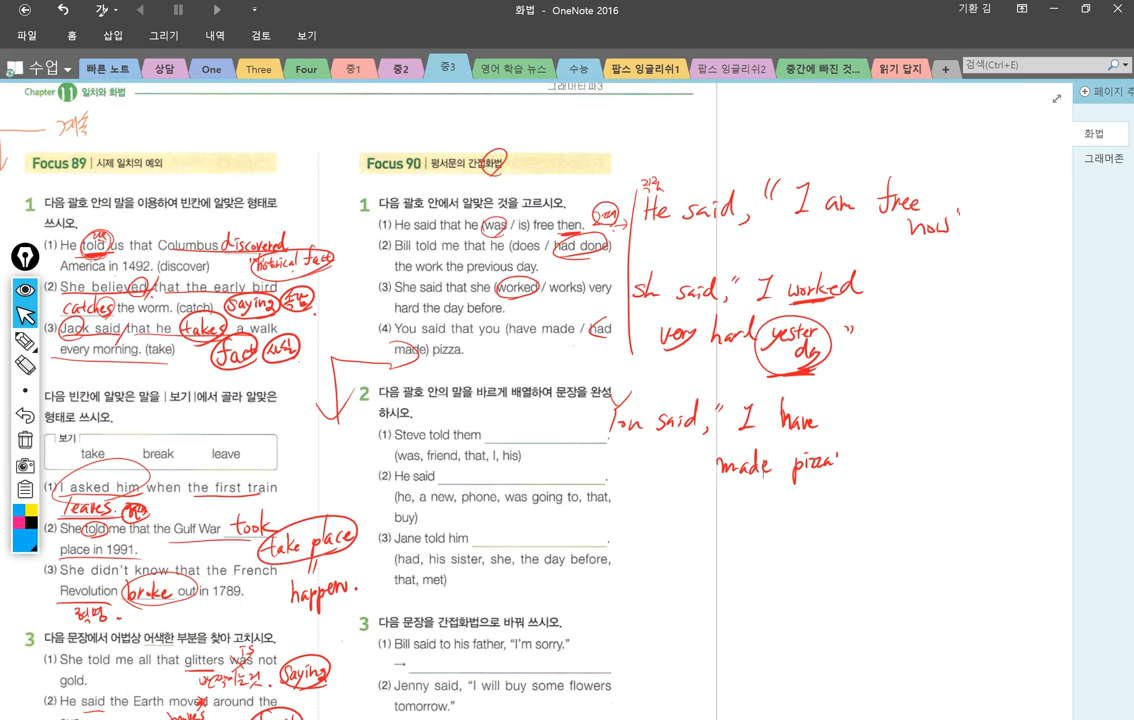 화법 - OneNote 2016
기환 김
파일 홈 삽입 그리기 내역 검토 보기
수업 빠른 노트 상담 One Three Four 중1 중2 중3 영어 학습 뉴스 수능 팝스 잉글리쉬1 팝스 잉글리쉬2 중간에 빠진 것... 읽기 답지 + 검색(Ctrl+E)
페이지 추
화법
그래머존
Chapter 11 일치와 화법
그래머타파3
Focus 89 | 시제 일치의 예외
1 다음 괄호 안의 말을 이용하여 빈칸에 알맞은 형태로
쓰시오.
(1) He told us that Columbus discovered
America in 1492. (discover)
historical fact
(2) She believed that the early bird
catches the worm. (catch) saying 속담
(3) Jack said that he takes a walk
every morning. (take) fact 사실
다음 빈칸에 알맞은 말을 |보기|에서 골라 알맞은
형태로 쓰시오.
보기
take break leave
(1) I asked him when the first train
leaves.
(2) She told me that the Gulf War took
place in 1991.
take place
= happen.
(3) She didn't know that the French
Revolution broke out in 1789.
혁명.
3 다음 문장에서 어법상 어색한 부분을 찾아 고치시오.
(1) She told me all that glitters was not
is
gold.
반짝이는것. Saying
(2) He said the Earth moved around the
moves
Focus 90 | 평서문의 간접화법
1 다음 괄호 안에서 알맞은 것을 고르시오.
(1) He said that he (was / is) free then.
(2) Bill told me that he (does / had done)
the work the previous day.
(3) She said that she (worked / works) very
hard the day before.
(4) You said that you (have made / had
made) pizza.
2 다음 괄호 안의 말을 바르게 배열하여 문장을 완성
하시오.
(1) Steve told them .
(was, friend, that, I, his)
(2) He said .
(he, a new, phone, was going to, that,
buy)
(3) Jane told him .
(had, his sister, she, the day before,
that, met)
3 다음 문장을 간접화법으로 바꿔 쓰시오.
(1) Bill said to his father, “I'm sorry.”
→
(2) Jenny said, “I will buy some flowers
tomorrow.”
직접
He said, “ I am free
now "
sh said, " I worked
very hard yester
day "
You said, " I have
made pizza "